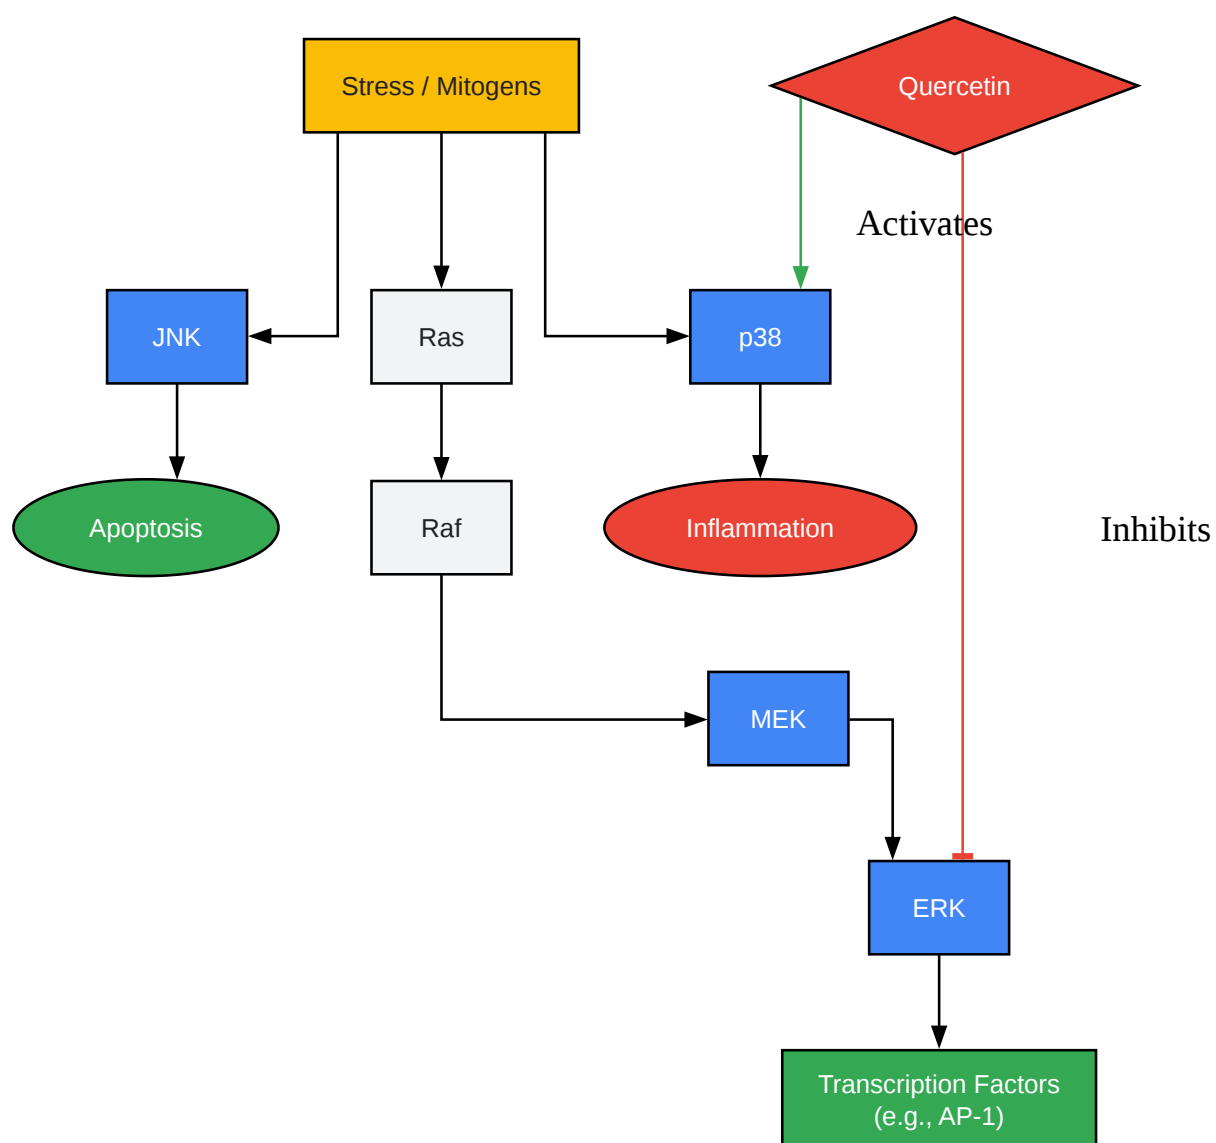 Stress / Mitogens
Quercetin
Activates
JNK
Ras
p38
Apoptosis
Raf
Inflammation
Inhibits
MEK
ERK
Transcription Factors
(e.g., AP-1)